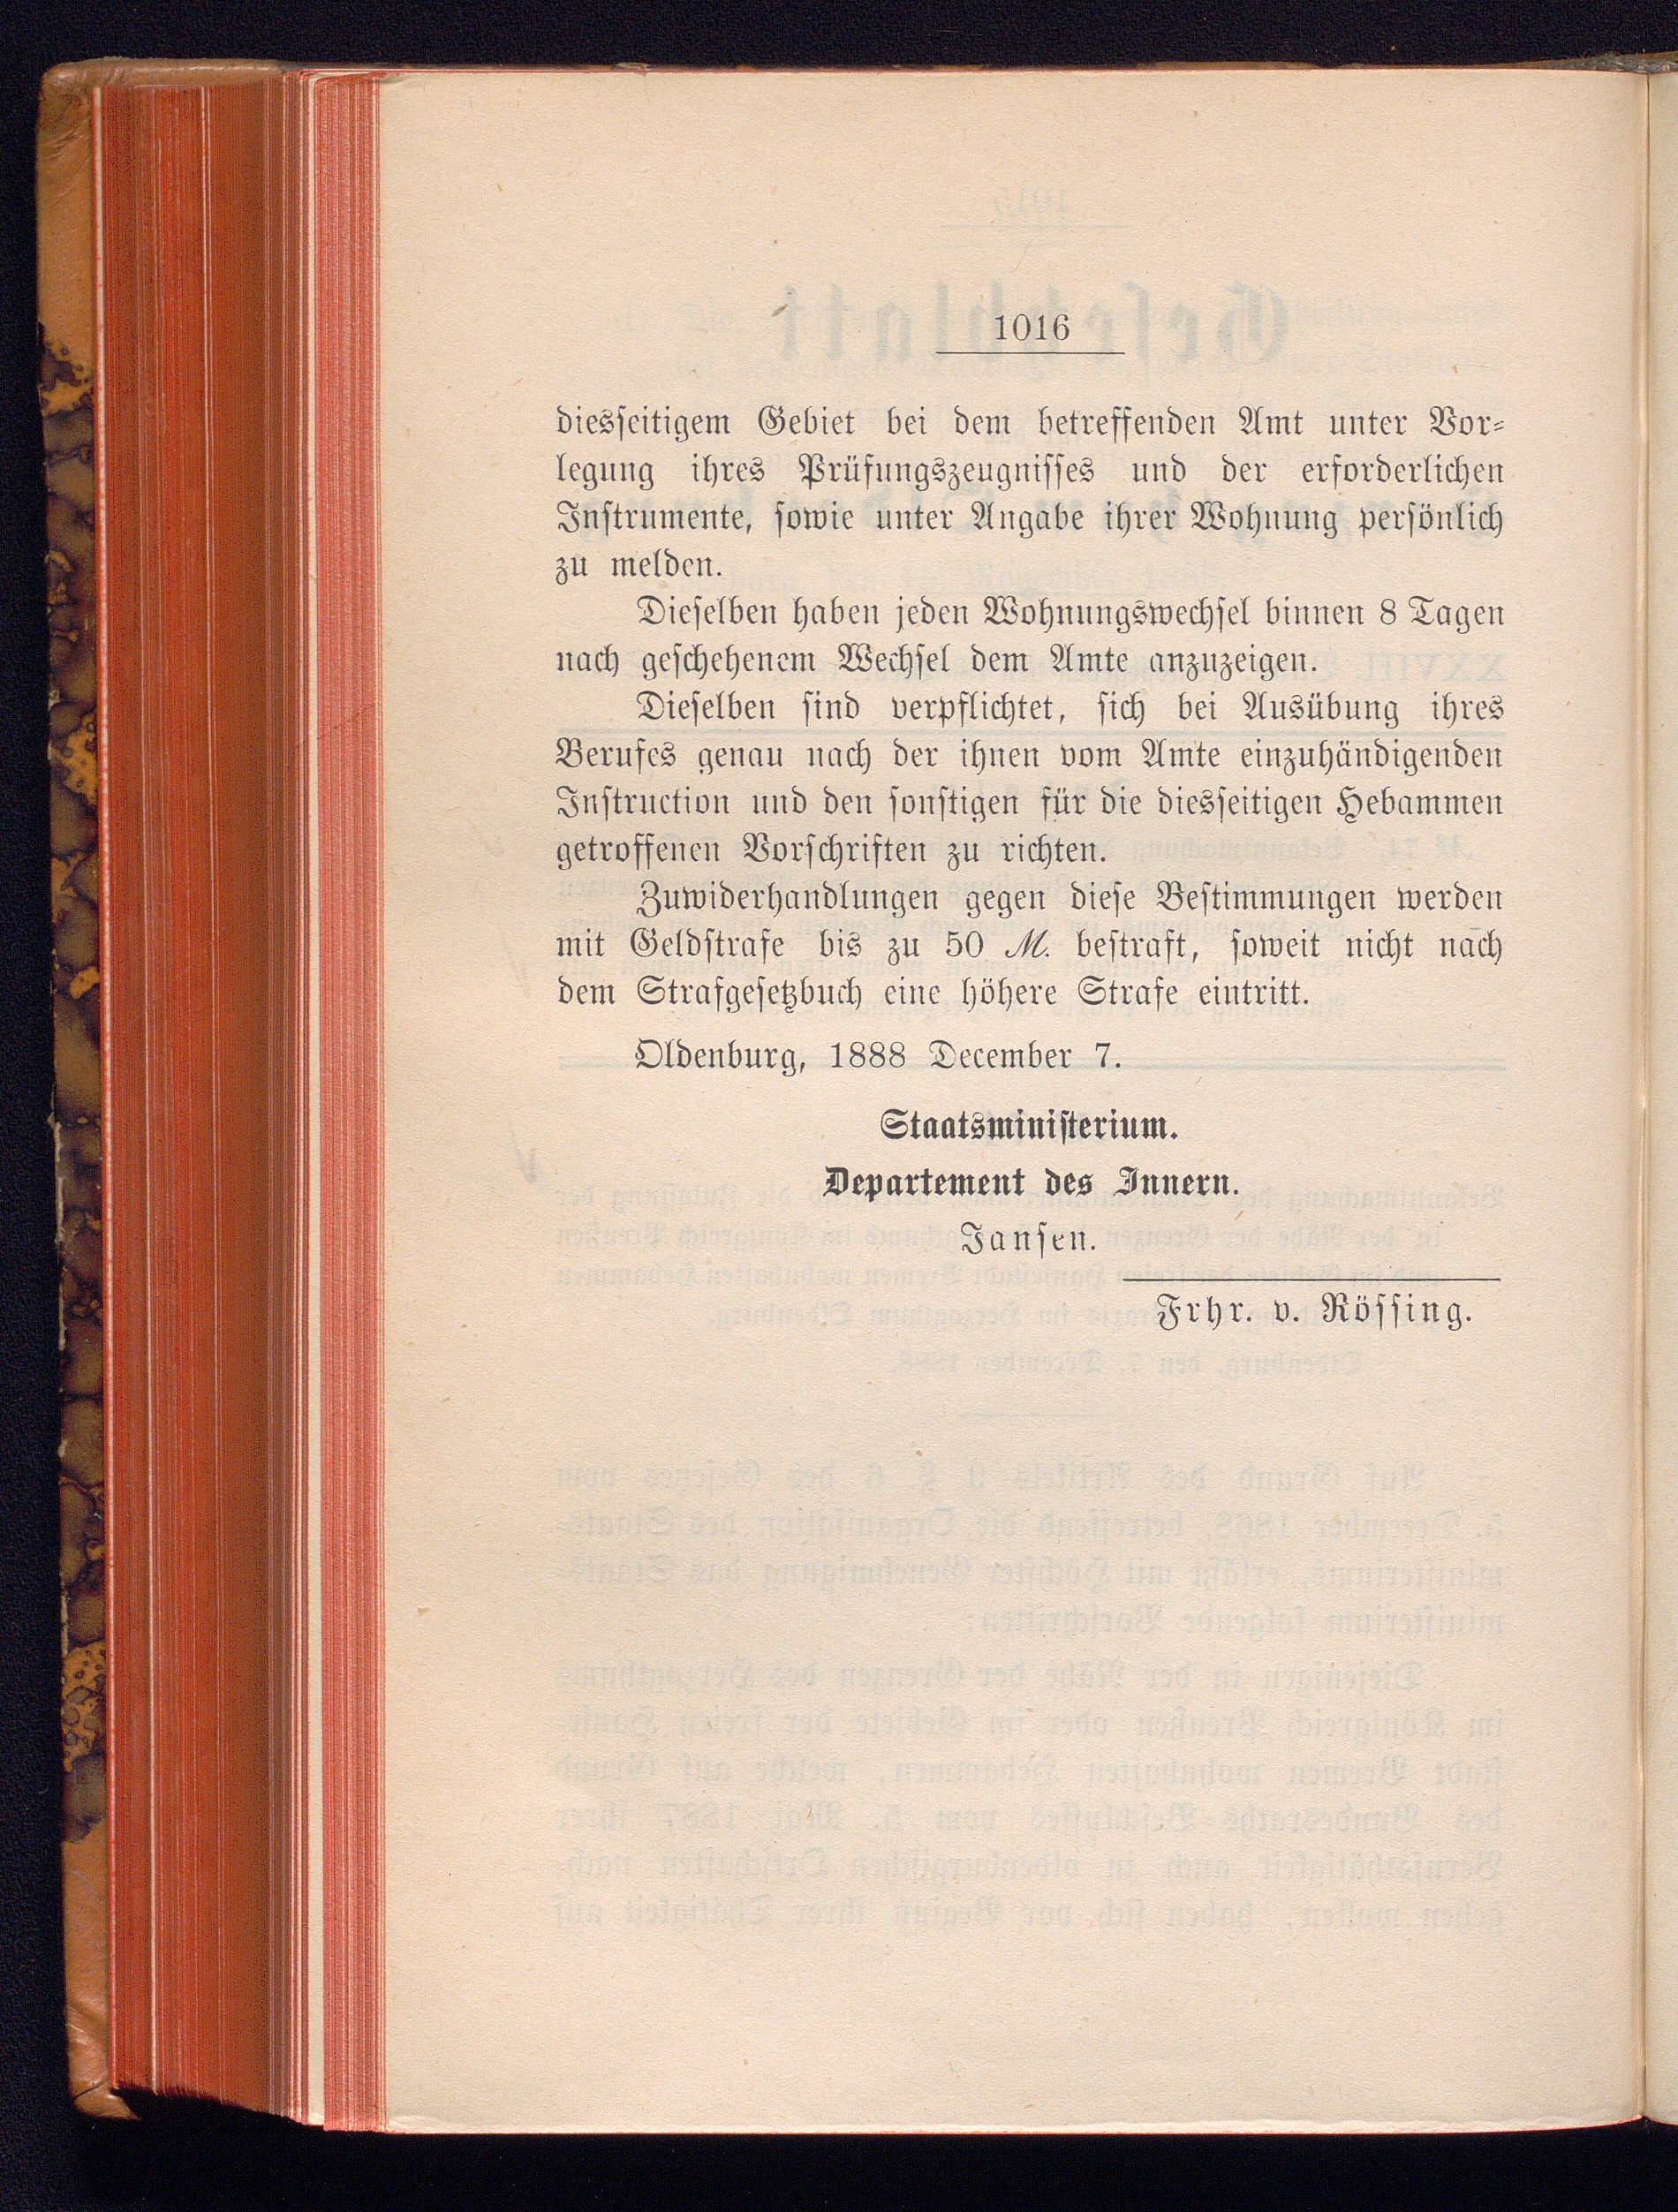 1016
diesseitigem Gebiet bei dem betreffenden Amt unter Vor-
legung ihres Prüfungszeugnisses und der erforderlichen
Instrumente, sowie unter Angabe ihrer Wohnung persönlich
zu melden.
Dieselben haben jeden Wohnungswechsel binnen 8 Tagen
nach geschehenem Wechsel dem Amte anzuzeigen.
Dieselben sind verpflichtet, sich bei Ausübung ihres
Berufes genau nach der ihnen vom Amte einzuhändigenden
Instruction und den sonstigen für die diesseitigen Hebammen
getroffenen Vorschriften zu richten.
Zuwiderhandlungen gegen diese Bestimmungen werden
mit Geldstrafe bis zu 50 M. bestraft, soweit nicht nach
dem Strafgesetzbuch eine höhere Strafe eintritt.
Oldenburg, 1888 December 7.
Staatsministerium.
Departement des Innern.
Jansen.
Frhr. v. Rössing.